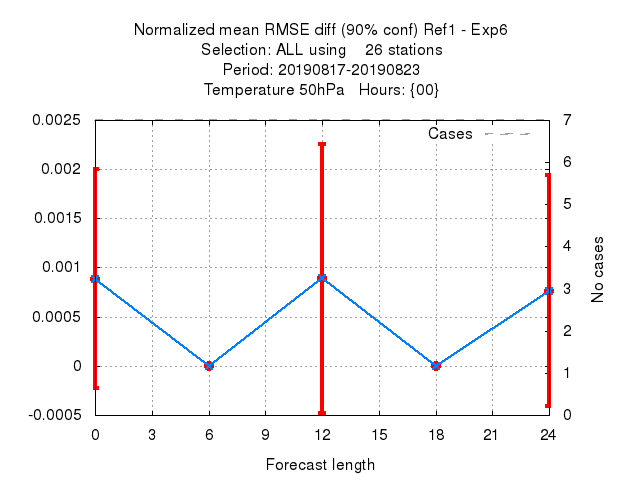 Normalized mean RMSE diff (90% conf) Ref1 - Exp6
Selection: ALL using    26 stations
Period: 20190817-20190823
Temperature 50hPa   Hours: {00}
Cases
0.0025
0.002
0.0015
0.001
0.0005
0
-0.0005
7
6
5
4
3
2
1
0
No cases
0 3 6 9 12 15 18 21 24
Forecast length